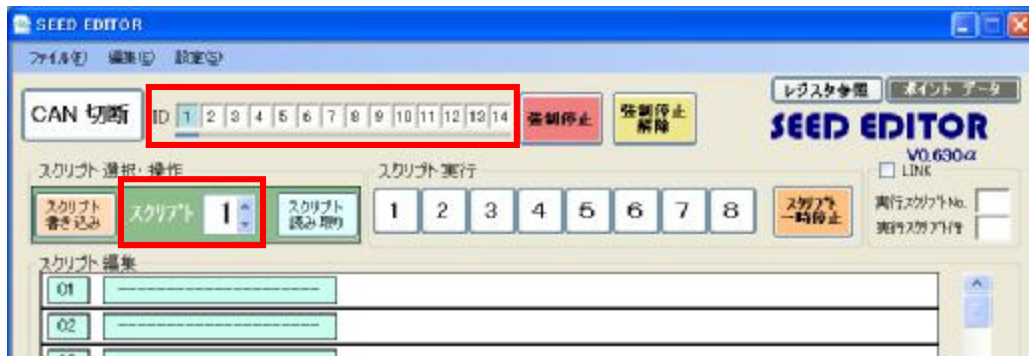 SEED EDITOR
ファイル(F) 編集(E) 設定(S)
CAN 切断 ID 1 2 3 4 5 6 7 8 9 10 11 12 13 14 強制停止 強制停止解除
レジスタ参照 ポイント データ
SEED EDITOR
V0.630α
スクリプト 選択・操作
スクリプト書き込み スクリプト 1 スクリプト読み取り
スクリプト 実行
1 2 3 4 5 6 7 8 スクリプト一時停止
LINK
実行スクリプトNo.
実行スクリプト行
スクリプト 編集
01 --------------------
02 --------------------